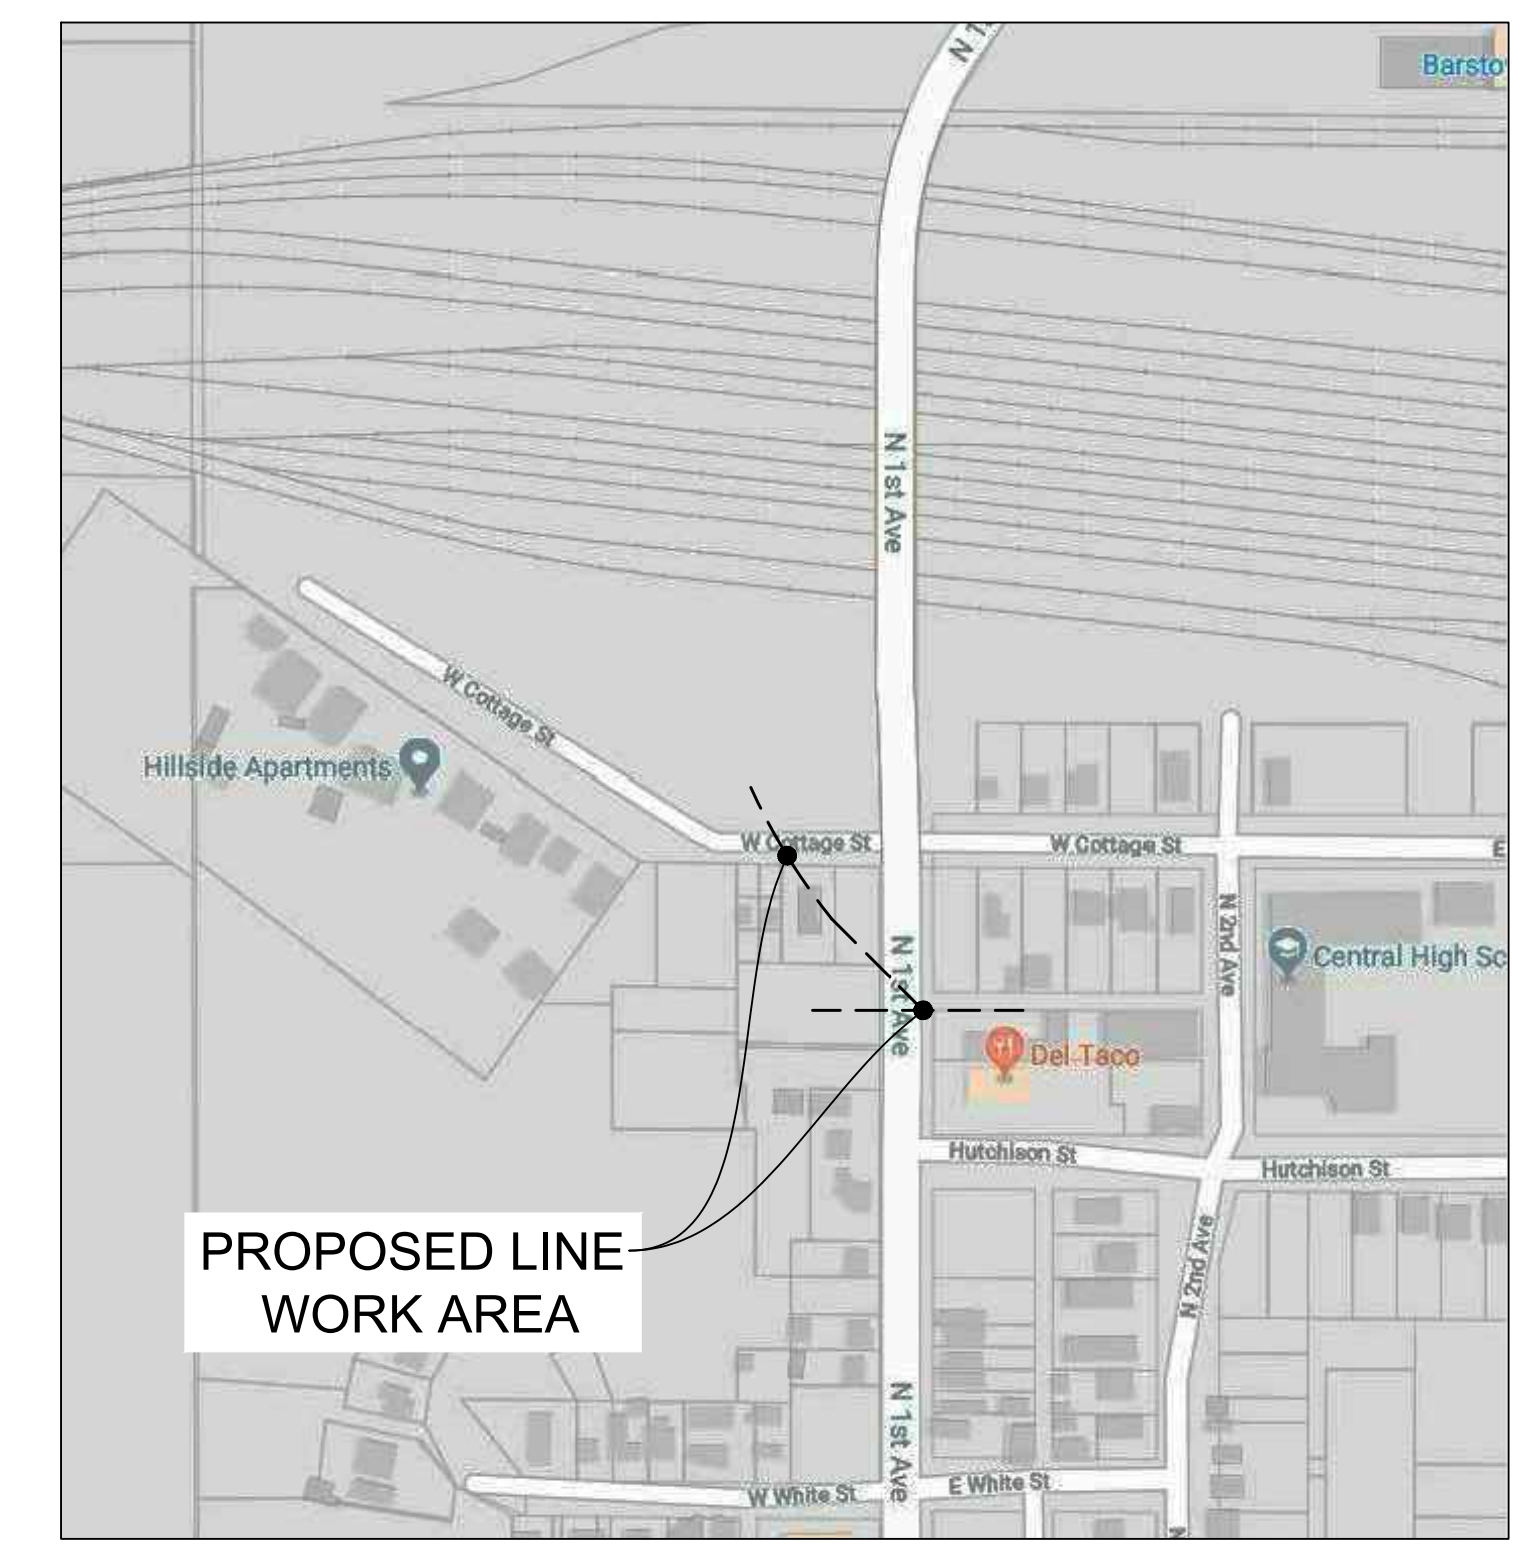 N 1
Barsto
N 1st Ave
W Cottage St
Hillside Apartments
W Cottage St
W Cottage St
E
N 2nd Ave
Central High Sc
N 1st Ave
Del Taco
Hutchison St
Hutchison St
PROPOSED LINE
WORK AREA
N 2nd Ave
N 1st Ave
W White St
E White St
N